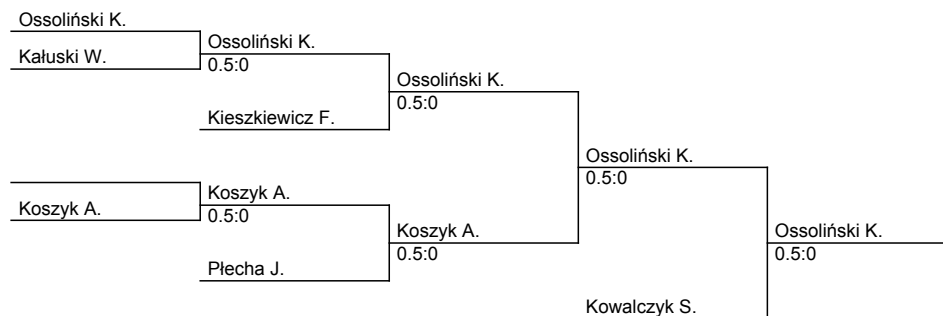 Ossoliński K.
Kałuski W.
Ossoliński K.
0.5:0
Kieszkiewicz F.
Ossoliński K.
0.5:0
Koszyk A.
Koszyk A.
0.5:0
Płecha J.
Koszyk A.
0.5:0
Ossoliński K.
0.5:0
Kowalczyk S.
Ossoliński K.
0.5:0